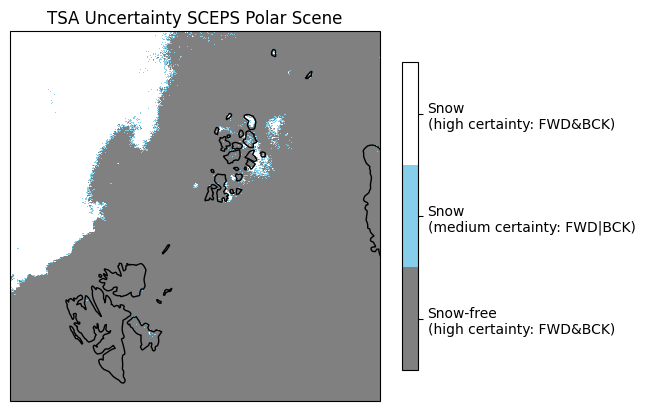 TSA Uncertainty SCEPS Polar Scene
Snow
(high certainty: FWD&BCK)
Snow
(medium certainty: FWD|BCK)
Snow-free
(high certainty: FWD&BCK)